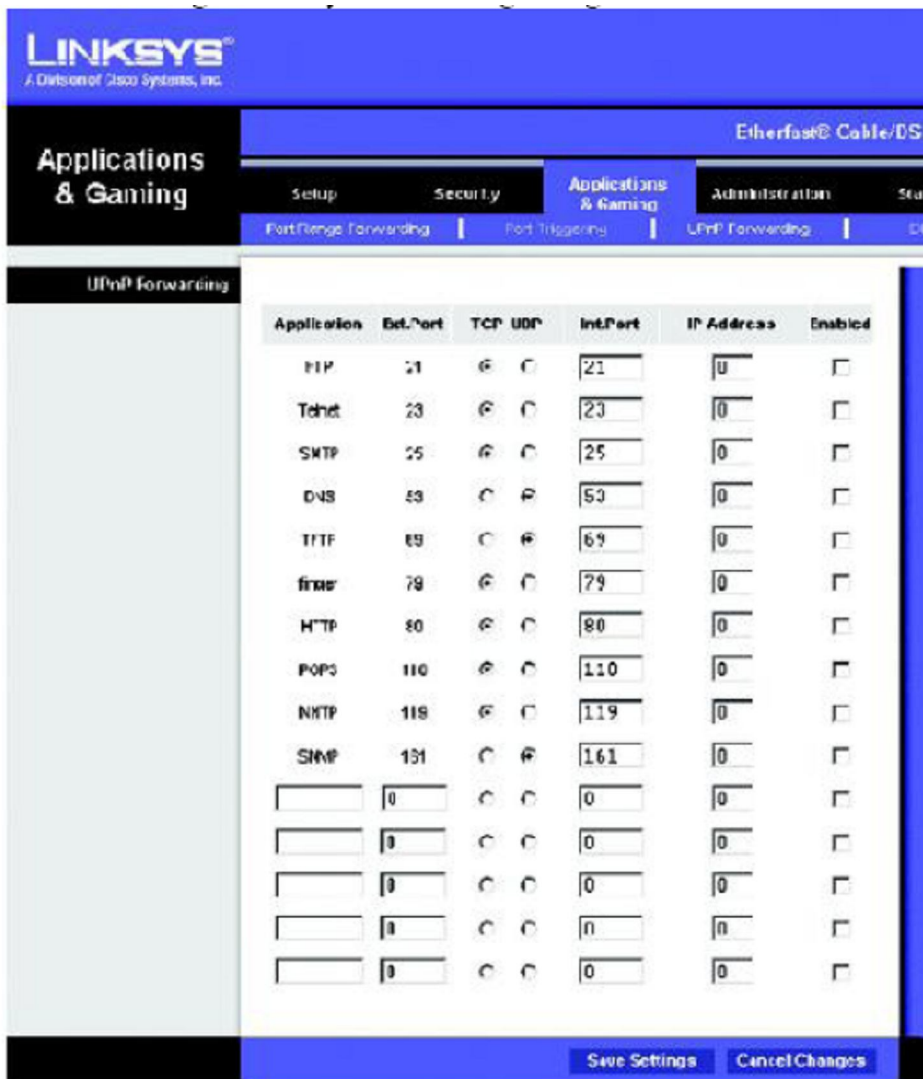 LINKSYS®
A Division of Cisco Systems, Inc.
Etherfast® Cable/DS
Applications
& Gaming
Setup Security Applications & Gaming Administration Sta
Port Range Forwarding Port Triggering UPnP Forwarding
UPnP Forwarding
Application Ext.Port TCP UDP Int.Port IP Address Enabled
FTP 21 21 0
Telnet 23 23 0
SMTP 25 25 0
DNS 53 53 0
TFTP 69 69 0
finger 79 79 0
HTTP 80 80 0
POP3 110 110 0
NNTP 119 119 0
SNMP 161 161 0
0 0 0
0 0 0
0 0 0
0 0 0
0 0 0
Save Settings Cancel Changes